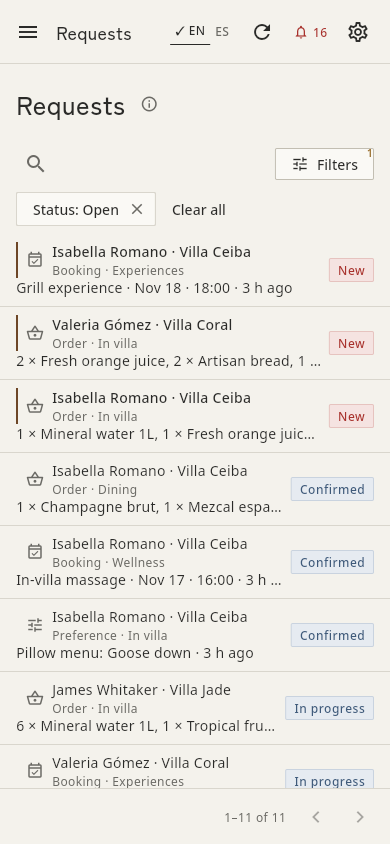 Requests
✓ EN ES
16
Requests
Filters 1
Status: Open
Clear all
Isabella Romano · Villa Ceiba
Booking · Experiences
Grill experience · Nov 18 · 18:00 · 3 h ago
New
Valeria Gómez · Villa Coral
Order · In villa
2 × Fresh orange juice, 2 × Artisan bread, 1 ...
New
Isabella Romano · Villa Ceiba
Order · In villa
1 × Mineral water 1L, 1 × Fresh orange juic...
New
Isabella Romano · Villa Ceiba
Order · Dining
1 × Champagne brut, 1 × Mezcal espa...
Confirmed
Isabella Romano · Villa Ceiba
Booking · Wellness
In-villa massage · Nov 17 · 16:00 · 3 h ...
Confirmed
Isabella Romano · Villa Ceiba
Preference · In villa
Pillow menu: Goose down · 3 h ago
Confirmed
James Whitaker · Villa Jade
Order · In villa
6 × Mineral water 1L, 1 × Tropical fru...
In progress
Valeria Gómez · Villa Coral
Booking · Experiences
In progress
1–11 of 11